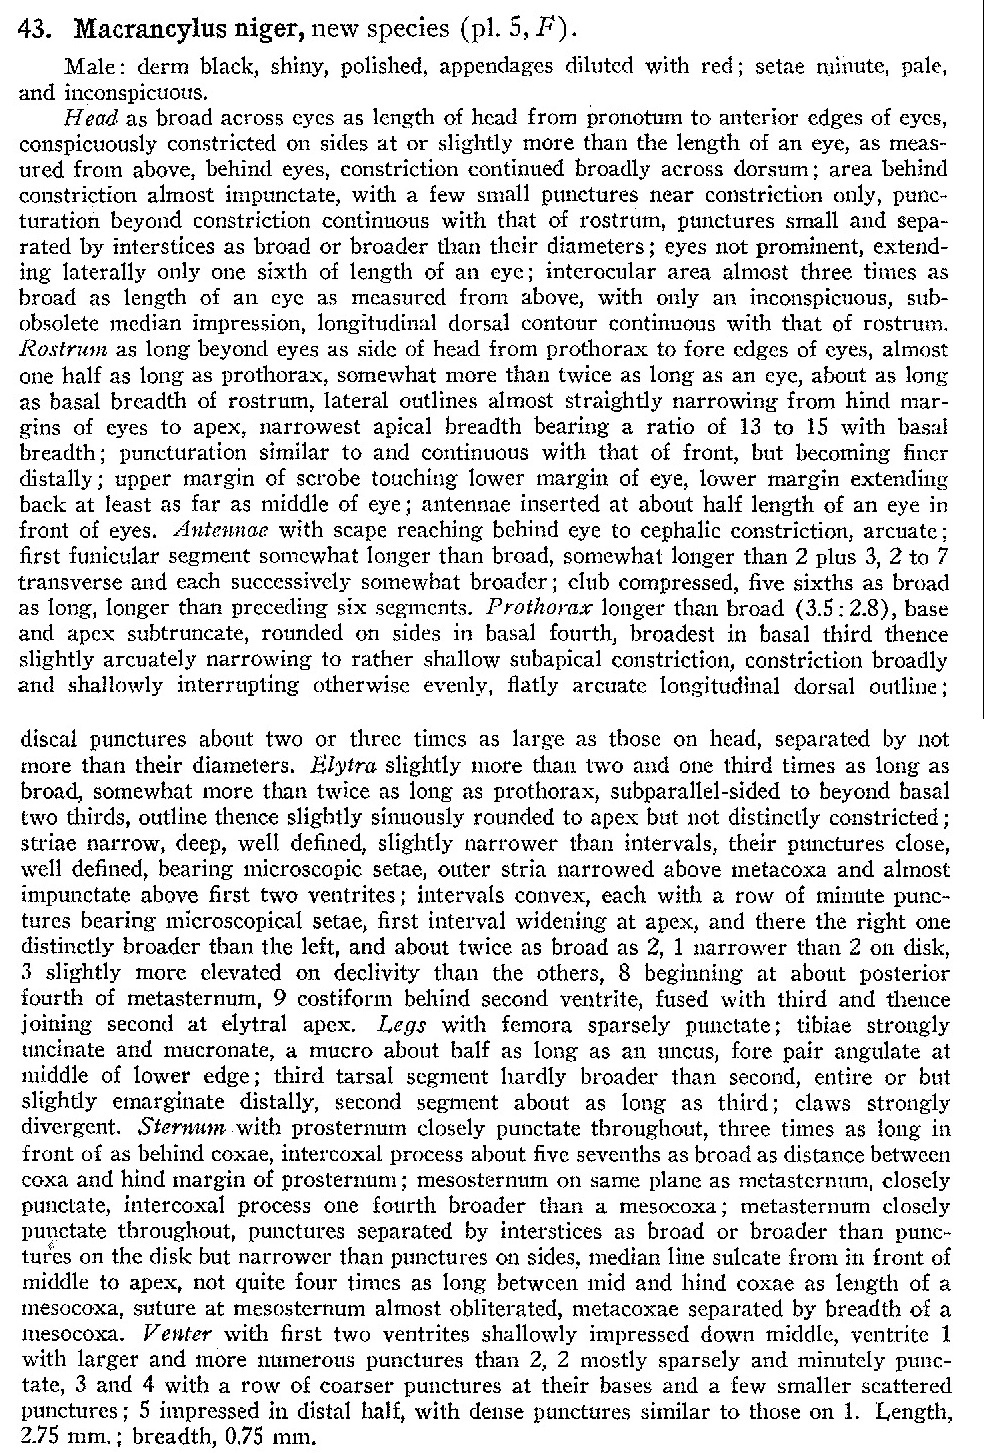 43. Macrancylus niger, new species (pl. 5, F).
Male: derm black, shiny, polished, appendages diluted with red; setae minute, pale,
and inconspicuous.
Head as broad across eyes as length of head from pronotum to anterior edges of eyes,
conspicuously constricted on sides at or slightly more than the length of an eye, as meas-
ured from above, behind eyes, constriction continued broadly across dorsum; area behind
constriction almost impunctate, with a few small punctures near constriction only, punc-
turation beyond constriction continuous with that of rostrum, punctures small and sepa-
rated by interstices as broad or broader than their diameters; eyes not prominent, extend-
ing laterally only one sixth of length of an eye; interocular area almost three times as
broad as length of an eye as measured from above, with only an inconspicuous, sub-
obsolete median impression, longitudinal dorsal contour continuous with that of rostrum.
Rostrum as long beyond eyes as side of head from prothorax to fore edges of eyes, almost
one half as long as prothorax, somewhat more than twice as long as an eye, about as long
as basal breadth of rostrum, lateral outlines almost straightly narrowing from hind mar-
gins of eyes to apex, narrowest apical breadth bearing a ratio of 13 to 15 with basal
breadth; puncturation similar to and continuous with that of front, but becoming finer
distally; upper margin of scrobe touching lower margin of eye, lower margin extending
back at least as far as middle of eye; antennae inserted at about half length of an eye in
front of eyes. Antennae with scape reaching behind eye to cephalic constriction, arcuate;
first funicular segment somewhat longer than broad, somewhat longer than 2 plus 3, 2 to 7
transverse and each successively somewhat broader; club compressed, five sixths as broad
as long, longer than preceding six segments. Prothorax longer than broad (3.5:2.8), base
and apex subtruncate, rounded on sides in basal fourth, broadest in basal third thence
slightly arcuately narrowing to rather shallow subapical constriction, constriction broadly
and shallowly interrupting otherwise evenly, flatly arcuate longitudinal dorsal outline;
discal punctures about two or three times as large as those on head, separated by not
more than their diameters. Elytra slightly more than two and one third times as long as
broad, somewhat more than twice as long as prothorax, subparallel-sided to beyond basal
two thirds, outline thence slightly sinuously rounded to apex but not distinctly constricted;
striae narrow, deep, well defined, slightly narrower than intervals, their punctures close,
well defined, bearing microscopic setae, outer stria narrowed above metacoxa and almost
impunctate above first two ventrites; intervals convex, each with a row of minute punc-
tures bearing microscopical setae, first interval widening at apex, and there the right one
distinctly broader than the left, and about twice as broad as 2, 1 narrower than 2 on disk,
3 slightly more elevated on declivity than the others, 8 beginning at about posterior
fourth of metasternum, 9 costiform behind second ventrite, fused with third and thence
joining second at elytral apex. Legs with femora sparsely punctate; tibiae strongly
uncinate and mucronate, a mucro about half as long as an uncus, fore pair angulate at
middle of lower edge; third tarsal segment hardly broader than second, entire or but
slightly emarginate distally, second segment about as long as third; claws strongly
divergent. Sternum with prosternum closely punctate throughout, three times as long in
front of as behind coxae, intercoxal process about five sevenths as broad as distance between
coxa and hind margin of prosternum; mesosternum on same plane as metasternum, closely
punctate, intercoxal process one fourth broader than a mesocoxa; metasternum closely
punctate throughout, punctures separated by interstices as broad or broader than punc-
tures on the disk but narrower than punctures on sides, median line sulcate from in front of
middle to apex, not quite four times as long between mid and hind coxae as length of a
mesocoxa, suture at mesosternum almost obliterated, metacoxae separated by breadth of a
mesocoxa. Venter with first two ventrites shallowly impressed down middle, ventrite 1
with larger and more numerous punctures than 2, 2 mostly sparsely and minutely punc-
tate, 3 and 4 with a row of coarser punctures at their bases and a few smaller scattered
punctures; 5 impressed in distal half, with dense punctures similar to those on 1. Length,
2.75 mm.; breadth, 0.75 mm.